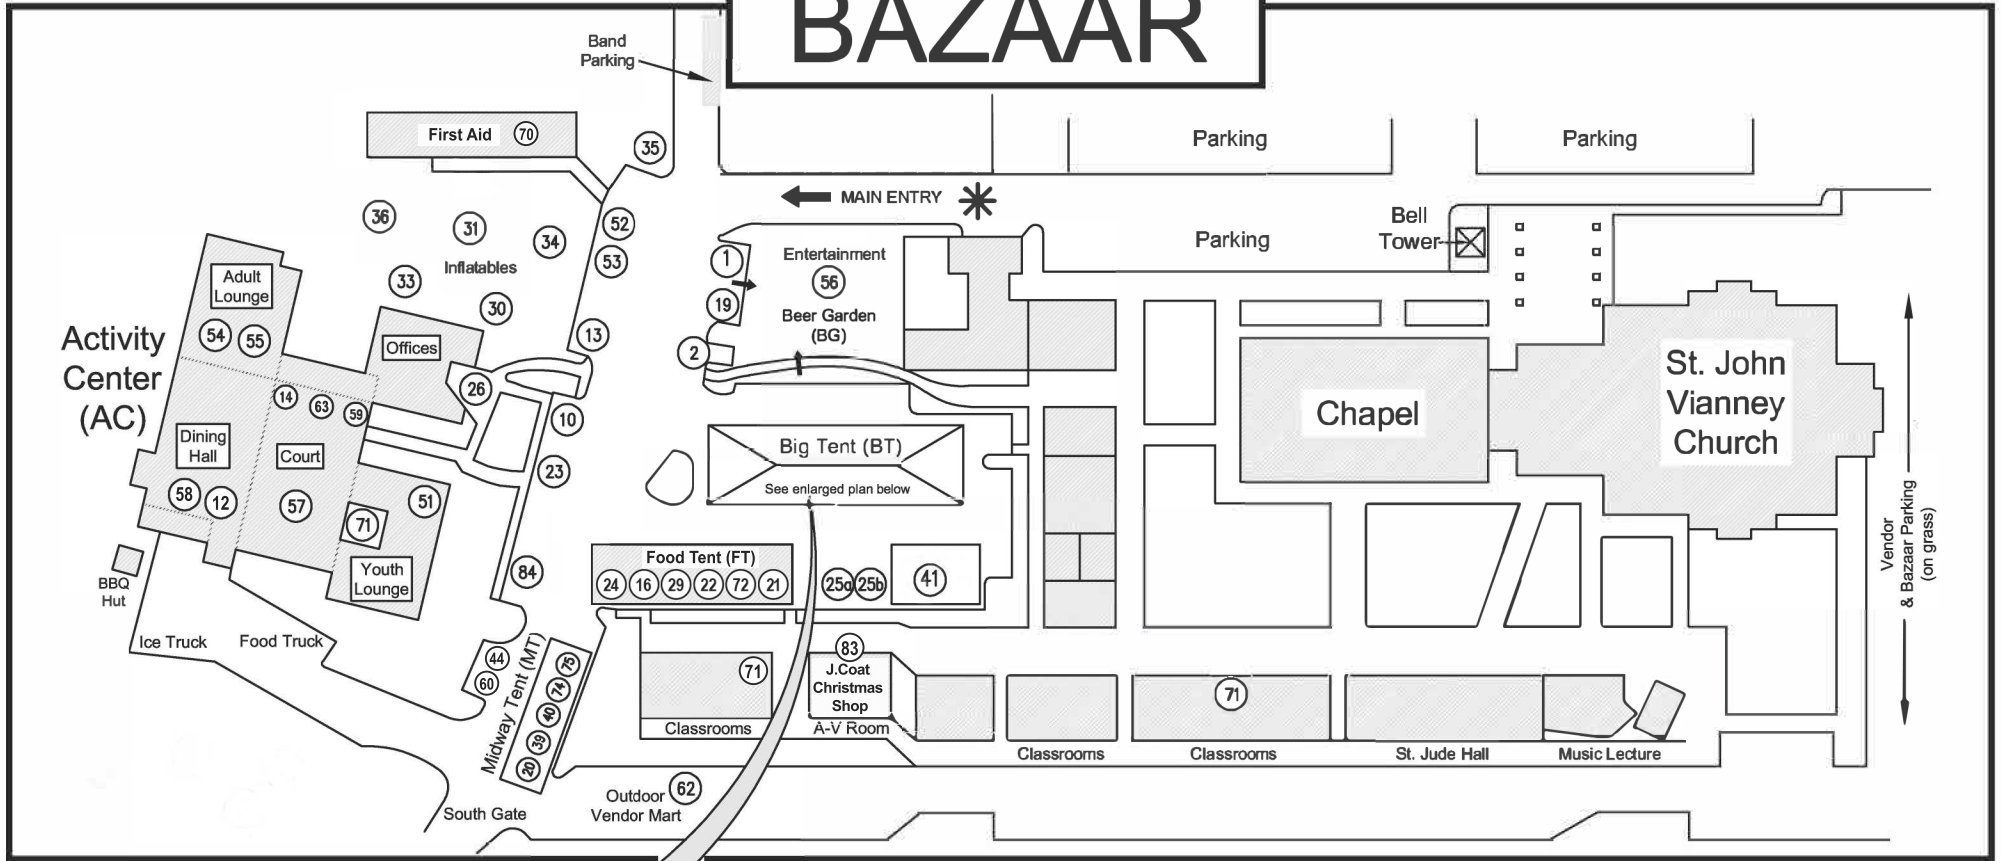 BAZAAR
Band
Parking
First Aid 70
35
Parking
Parking
MAIN ENTRY
36
31
34
52
53
Inflatables
33
30
13
1
19
2
Entertainment
56
Beer Garden
(BG)
Parking
Bell
Tower
Adult
Lounge
54 55
Activity
Center
(AC)
Offices
26
14 63 59
10
Dining
Hall
Court
23
58 12
57
51
71
Youth
Lounge
84
BBQ
Hut
Ice Truck
Food Truck
Big Tent (BT)
See enlarged plan below
Food Tent (FT)
24 16 29 22 72 21
25a 25b
41
Chapel
St. John
Vianney
Church
Vendor
& Bazaar Parking
(on grass)
44
60
Midway Tent (MT)
75
74
40
39
20
71
Classrooms
83
J.Coat
Christmas
Shop
A-V Room
Classrooms
71
Classrooms
St. Jude Hall
Music Lecture
South Gate
Outdoor 62
Vendor Mart